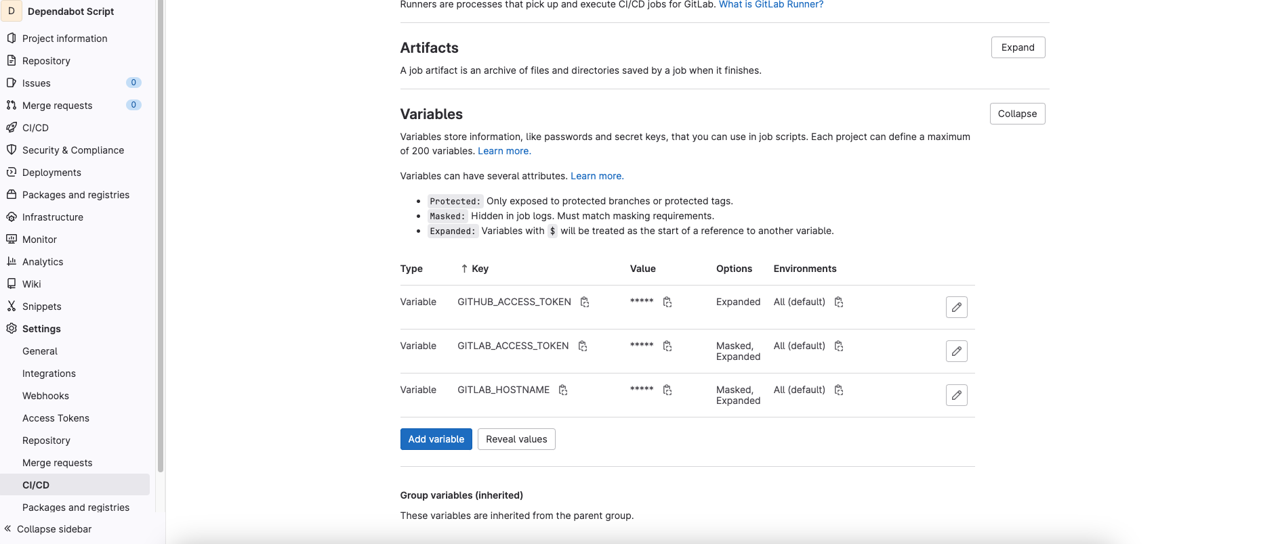 D Dependabot Script
Project information
Repository
Issues 0
Merge requests 0
CI/CD
Security & Compliance
Deployments
Packages and registries
Infrastructure
Monitor
Analytics
Wiki
Snippets
Settings
General
Integrations
Webhooks
Access Tokens
Repository
Merge requests
CI/CD
Packages and registries
Collapse sidebar
Runners are processes that pick up and execute CI/CD jobs for GitLab. What is GitLab Runner?
Artifacts
Expand
A job artifact is an archive of files and directories saved by a job when it finishes.
Variables
Collapse
Variables store information, like passwords and secret keys, that you can use in job scripts. Each project can define a maximum
of 200 variables. Learn more.
Variables can have several attributes. Learn more.
• Protected: Only exposed to protected branches or protected tags.
• Masked: Hidden in job logs. Must match masking requirements.
• Expanded: Variables with $ will be treated as the start of a reference to another variable.
Type ↑ Key Value Options Environments
Variable GITHUB_ACCESS_TOKEN ***** Expanded All (default)
Variable GITLAB_ACCESS_TOKEN ***** Masked, All (default)
Expanded
Variable GITLAB_HOSTNAME ***** Masked, All (default)
Expanded
Add variable Reveal values
Group variables (inherited)
These variables are inherited from the parent group.